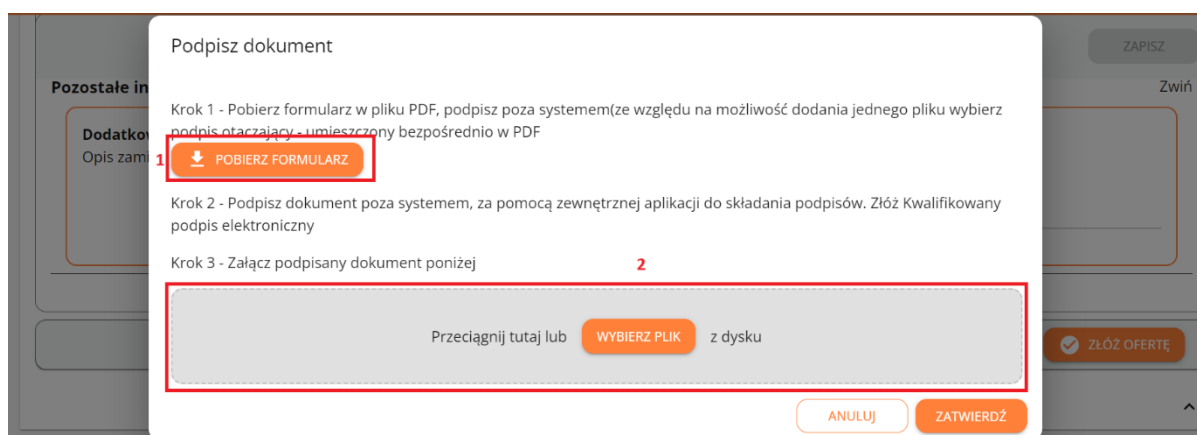 Podpisz dokument
ZAPISZ
Pozostałe in
Zwiń
Krok 1 - Pobierz formularz w pliku PDF, podpisz poza systemem(ze względu na możliwość dodania jednego pliku wybierz
podpis otaczający - umieszczony bezpośrednio w PDF
Dodatkow
Opis zami
1
POBIERZ FORMULARZ
Krok 2 - Podpisz dokument poza systemem, za pomocą zewnętrznej aplikacji do składania podpisów. Złóż Kwalifikowany
podpis elektroniczny
Krok 3 - Załącz podpisany dokument poniżej
2
Przeciągnij tutaj lub WYBIERZ PLIK z dysku
ZŁÓŻ OFERTĘ
ANULUJ ZATWIERDŹ